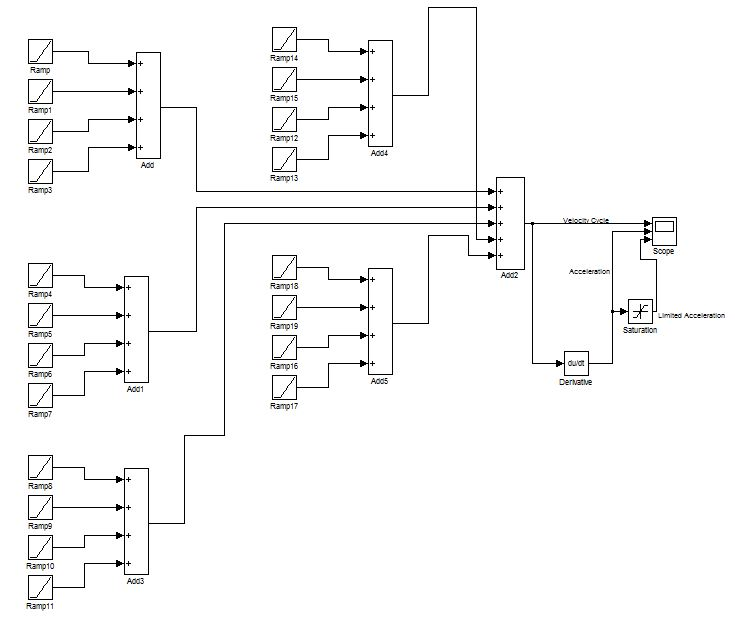 Ramp
Ramp1
Ramp2
Ramp3
Add
Ramp14
Ramp15
Ramp12
Ramp13
Add4
Ramp4
Ramp5
Ramp6
Ramp7
Add1
Ramp18
Ramp19
Ramp16
Ramp17
Add5
Add2
Velocity Cycle
Scope
Acceleration
Limited Acceleration
Saturation
du/dt
Derivative
Ramp8
Ramp9
Ramp10
Ramp11
Add3